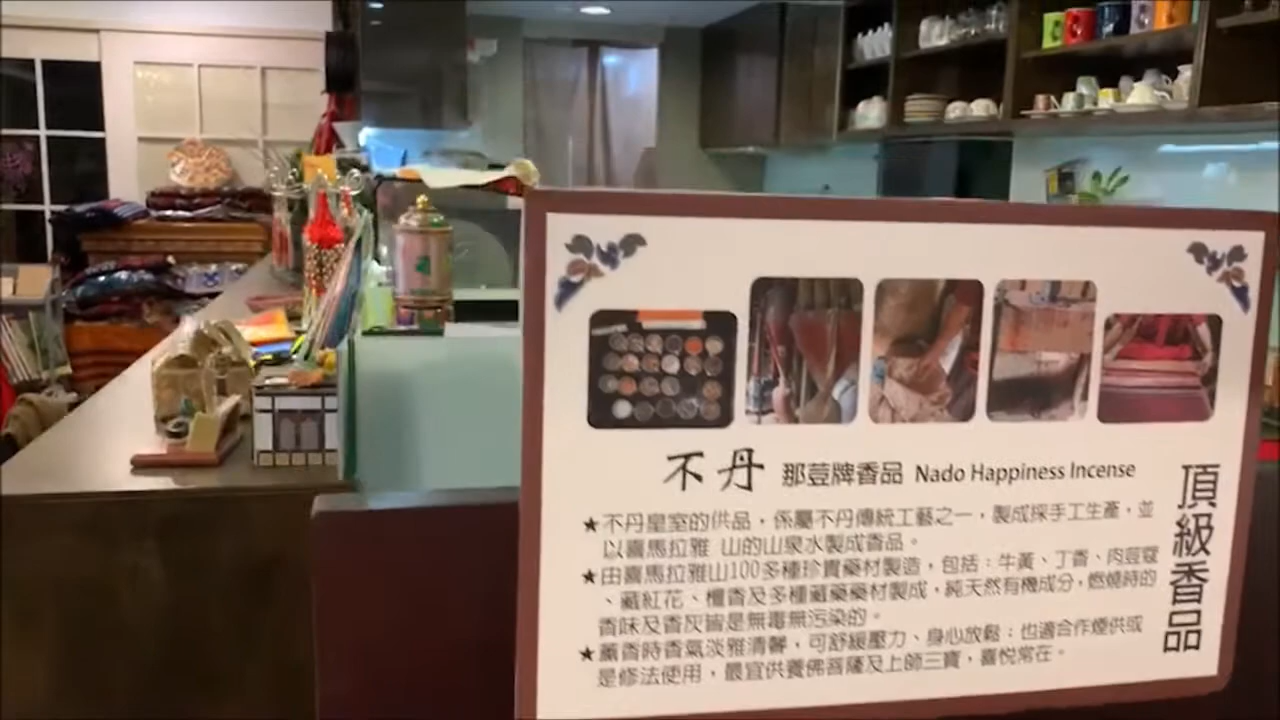 不丹 那荳牌香品 Nado Happiness Incense
頂級香品
★不丹皇室的供品，係屬不丹傳統工藝之一，製成採手工生產，並
以喜馬拉雅 山的山泉水製成香品。
★由喜馬拉雅山100多種珍貴藥材製造，包括：牛黃、丁香、肉荳蔻
、藏紅花、檀香及多種藏藥藥材製成，純天然有機成分，燃燒時的
香味及香灰皆是無毒無污染的。
★薰香時香氣淡雅清馨，可舒緩壓力、身心放鬆；也適合作煙供或
是修法使用，最宜供養佛菩薩及上師三寶，喜悅常在。